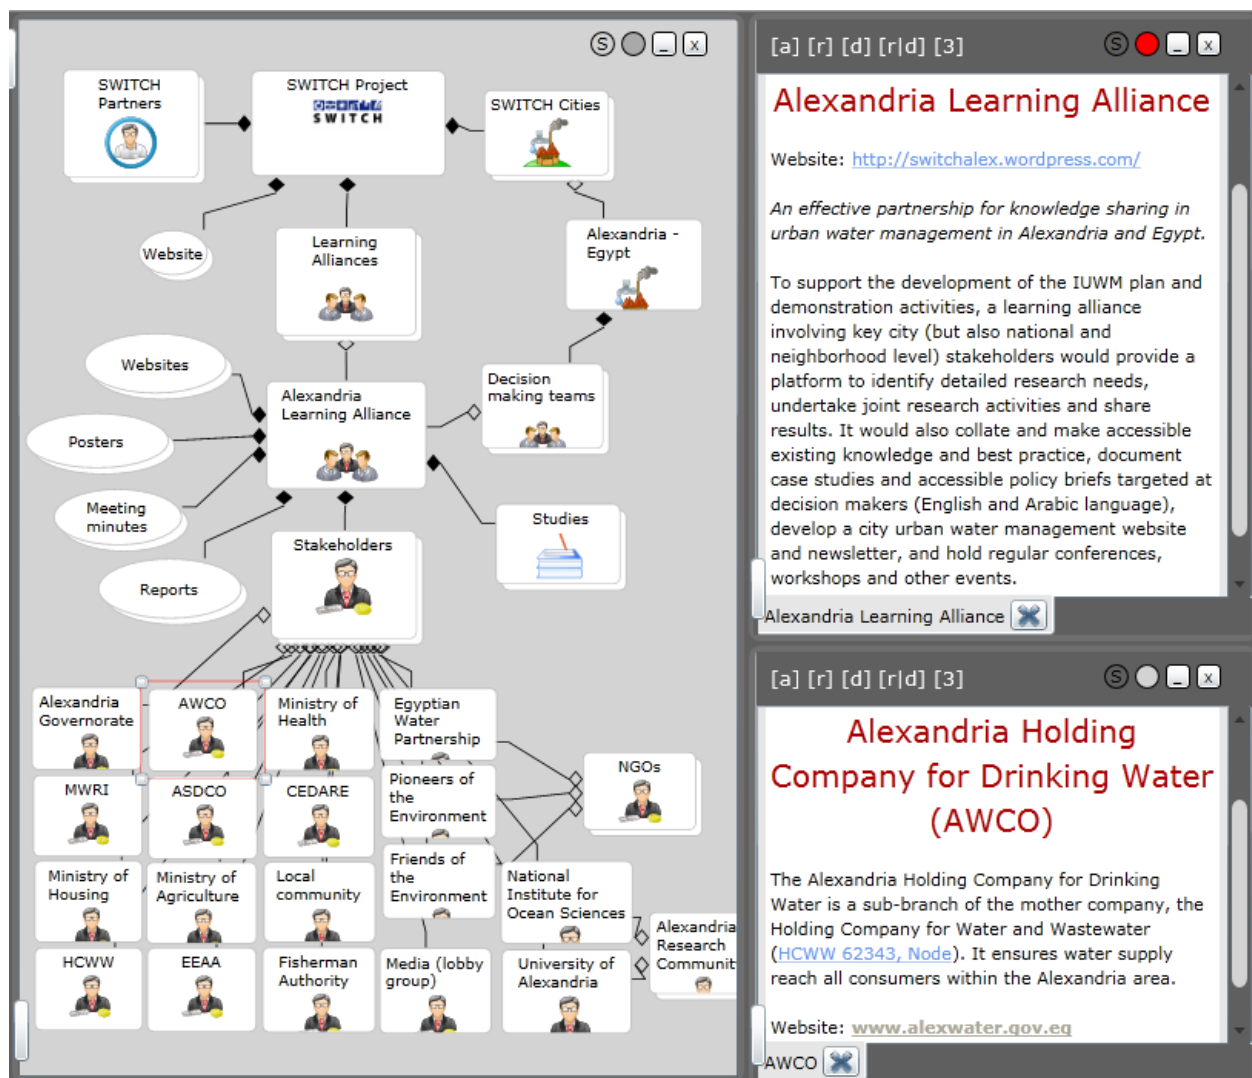 SWITCH
Partners
SWITCH Project
SWITCH
SWITCH Cities
Website
Learning
Alliances
Alexandria -
Egypt
Websites
Posters
Meeting
minutes
Reports
Alexandria
Learning Alliance
Decision
making teams
Studies
Stakeholders
Alexandria
Governorate
AWCO
Ministry of
Health
Egyptian
Water
Partnership
NGOs
MWRI
ASDCO
CEDARE
Pioneers of
the
Environment
Ministry of
Housing
Ministry of
Agriculture
Local
community
Friends of
the
Environment
National
Institute for
Ocean Sciences
Alexandria
Research
HCWW
EEAA
Fisherman
Authority
Media (lobby
group)
University of
Alexandria
S
_
x
[a] [r] [d] [r|d] [3]
S
_
x
Alexandria Learning Alliance
Website: http://switchalex.wordpress.com/
An effective partnership for knowledge sharing in
urban water management in Alexandria and Egypt.
To support the development of the IUWM plan and
demonstration activities, a learning alliance
involving key city (but also national and
neighborhood level) stakeholders would provide a
platform to identify detailed research needs,
undertake joint research activities and share
results. It would also collate and make accessible
existing knowledge and best practice, document
case studies and accessible policy briefs targeted at
decision makers (English and Arabic language),
develop a city urban water management website
and newsletter, and hold regular conferences,
workshops and other events.
Alexandria Learning Alliance
[a] [r] [d] [r|d] [3]
S
_
x
Alexandria Holding
Company for Drinking Water
(AWCO)
The Alexandria Holding Company for Drinking
Water is a sub-branch of the mother company, the
Holding Company for Water and Wastewater
(HCWW 62343, Node). It ensures water supply
reach all consumers within the Alexandria area.
Website: www.alexwater.gov.eg
AWCO